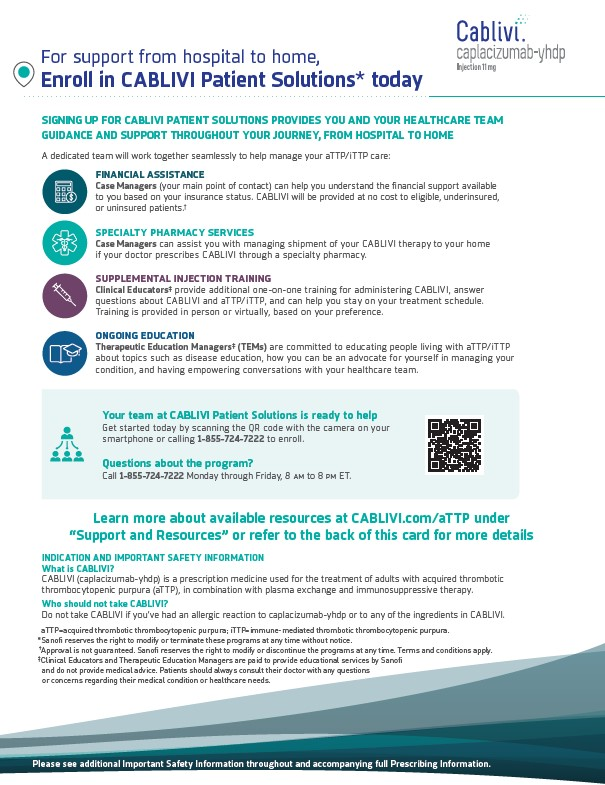 Cablivi.
caplacizumab-yhdp
Injection 11 mg
For support from hospital to home,
Enroll in CABLIVI Patient Solutions* today
SIGNING UP FOR CABLIVI PATIENT SOLUTIONS PROVIDES YOU AND YOUR HEALTHCARE TEAM
GUIDANCE AND SUPPORT THROUGHOUT YOUR JOURNEY, FROM HOSPITAL TO HOME
A dedicated team will work together seamlessly to help manage your aTTP/iTTP care:
FINANCIAL ASSISTANCE
Case Managers (your main point of contact) can help you understand the financial support available
to you based on your insurance status. CABLIVI will be provided at no cost to eligible, underinsured,
or uninsured patients.†
SPECIALTY PHARMACY SERVICES
Case Managers can assist you with managing shipment of your CABLIVI therapy to your home
if your doctor prescribes CABLIVI through a specialty pharmacy.
SUPPLEMENTAL INJECTION TRAINING
Clinical Educators‡ provide additional one-on-one training for administering CABLIVI, answer
questions about CABLIVI and aTTP/iTTP, and can help you stay on your treatment schedule.
Training is provided in person or virtually, based on your preference.
ONGOING EDUCATION
Therapeutic Education Managers‡ (TEMs) are committed to educating people living with aTTP/iTTP
about topics such as disease education, how you can be an advocate for yourself in managing your
condition, and having empowering conversations with your healthcare team.
Your team at CABLIVI Patient Solutions is ready to help
Get started today by scanning the QR code with the camera on your
smartphone or calling 1-855-724-7222 to enroll.
Questions about the program?
Call 1-855-724-7222 Monday through Friday, 8 AM to 8 PM ET.
Learn more about available resources at CABLIVI.com/aTTP under
“Support and Resources” or refer to the back of this card for more details
INDICATION AND IMPORTANT SAFETY INFORMATION
What is CABLIVI?
CABLIVI (caplacizumab-yhdp) is a prescription medicine used for the treatment of adults with acquired thrombotic
thrombocytopenic purpura (aTTP), in combination with plasma exchange and immunosuppressive therapy.
Who should not take CABLIVI?
Do not take CABLIVI if you've had an allergic reaction to caplacizumab-yhdp or to any of the ingredients in CABLIVI.
aTTP=acquired thrombotic thrombocytopenic purpura; iTTP=immune-mediated thrombotic thrombocytopenic purpura.
*Sanofi reserves the right to modify or terminate these programs at any time without notice.
†Approval is not guaranteed. Sanofi reserves the right to modify or discontinue the programs at any time. Terms and conditions apply.
‡Clinical Educators and Therapeutic Education Managers are paid to provide educational services by Sanofi
and do not provide medical advice. Patients should always consult their doctor with any questions
or concerns regarding their medical condition or healthcare needs.
Please see additional Important Safety Information throughout and accompanying full Prescribing Information.